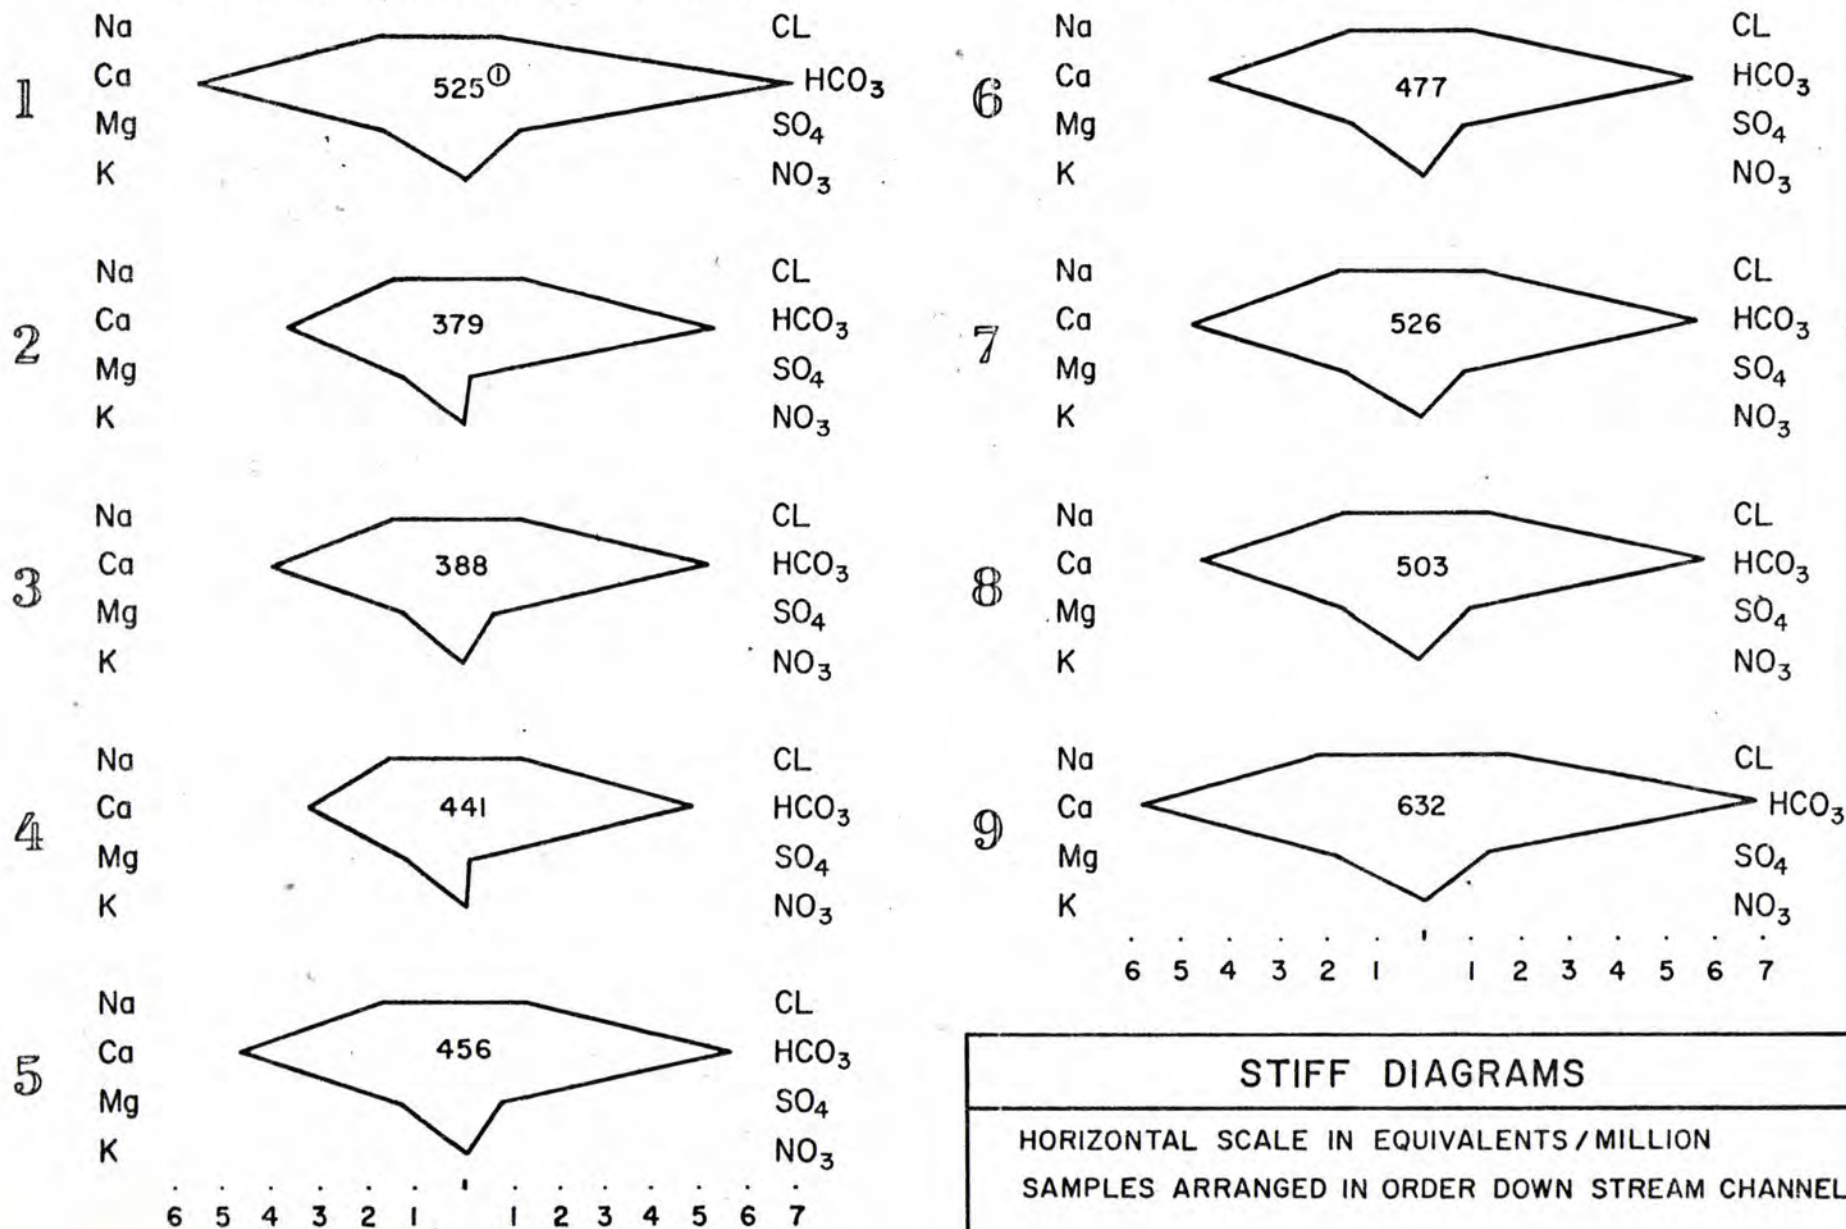 1
Na CL
Ca 525① HCO₃
Mg SO₄
K NO₃
2
Na CL
Ca 379 HCO₃
Mg SO₄
K NO₃
3
Na CL
Ca 388 HCO₃
Mg SO₄
K NO₃
4
Na CL
Ca 441 HCO₃
Mg SO₄
K NO₃
5
Na CL
Ca 456 HCO₃
Mg SO₄
K NO₃
6 5 4 3 2 1 1 2 3 4 5 6 7
6
Na CL
Ca 477 HCO₃
Mg SO₄
K NO₃
7
Na CL
Ca 526 HCO₃
Mg SO₄
K NO₃
8
Na CL
Ca 503 HCO₃
Mg SO₄
K NO₃
9
Na CL
Ca 632 HCO₃
Mg SO₄
K NO₃
6 5 4 3 2 1 1 2 3 4 5 6 7
STIFF DIAGRAMS
HORIZONTAL SCALE IN EQUIVALENTS / MILLION
SAMPLES ARRANGED IN ORDER DOWN STREAM CHANNEL